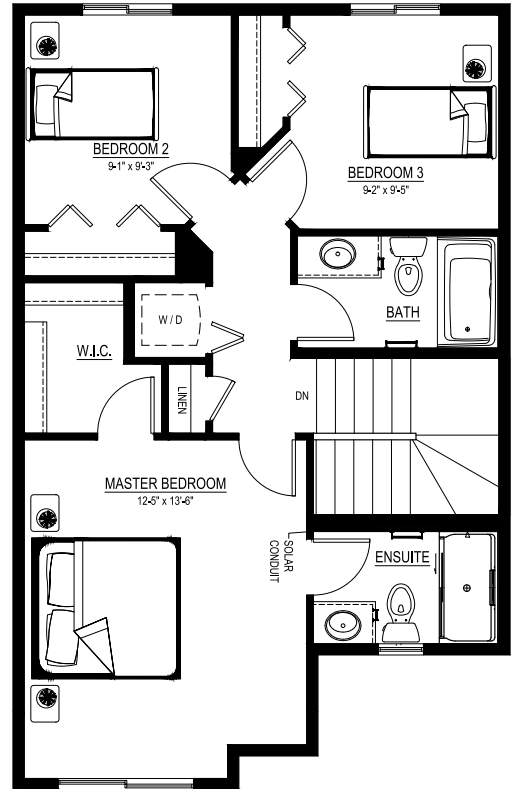 BEDROOM 2
9-1" x 9'-3"
BEDROOM 3
9-2" x 9'-5"
BATH
W / D
W.I.C.
LINEN
DN
MASTER BEDROOM
12-5" x 13'-6"
SOLAR
CONDUIT
ENSUITE